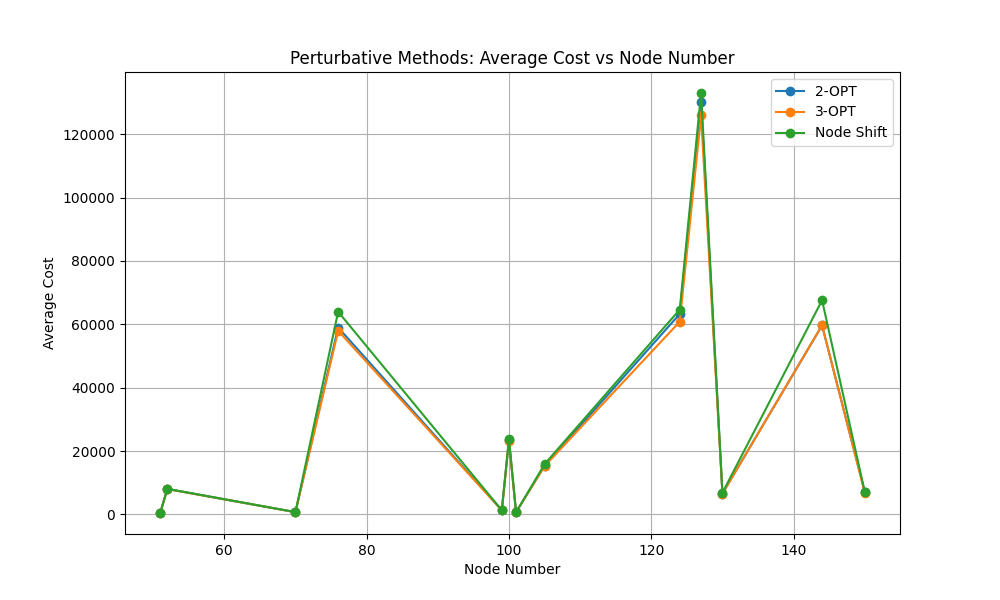 Perturbative Methods: Average Cost vs Node Number
2-OPT
3-OPT
Node Shift
120000
100000
80000
60000
40000
20000
0
Average Cost
60
80
100
120
140
Node Number